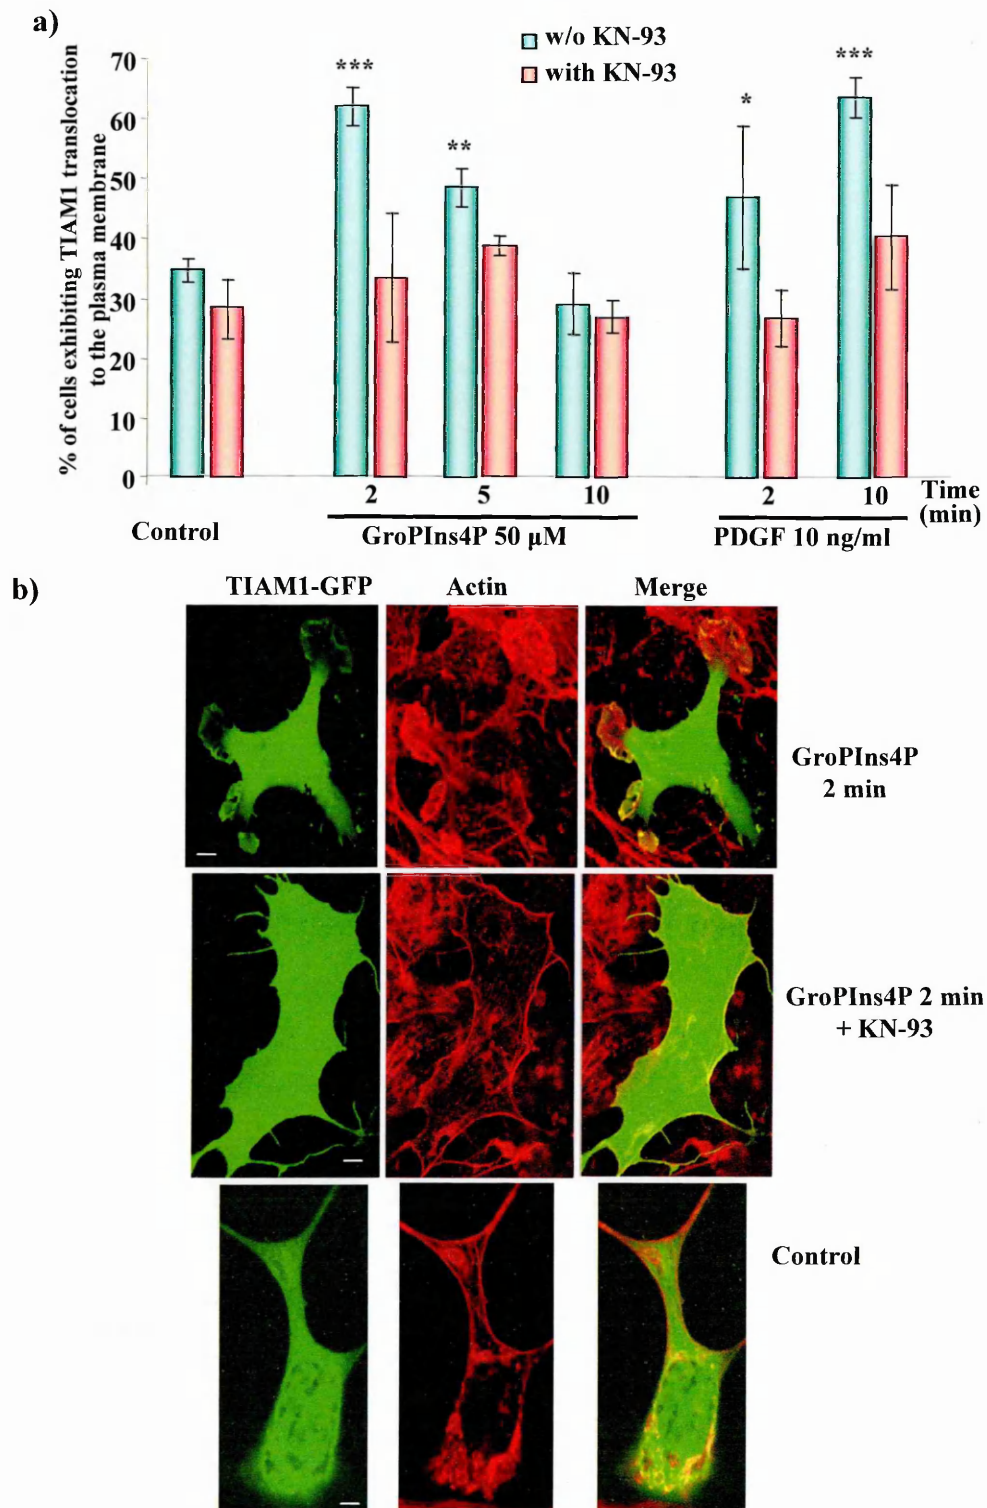 a)
w/o KN-93
with KN-93
% of cells exhibiting TIAM1 translocation
to the plasma membrane
70
60
50
40
30
20
10
0
***
**
*
***
2
5
10
2
10
Time
(min)
Control
GroPIns4P 50 μM
PDGF 10 ng/ml
b)
TIAM1-GFP
Actin
Merge
GroPIns4P
2 min
GroPIns4P 2 min
+ KN-93
Control